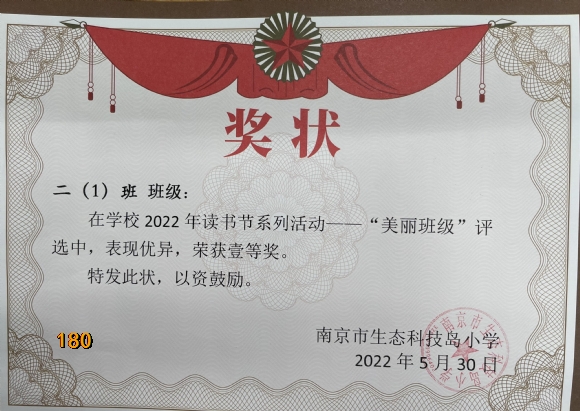 奖状
二（1）班 班级：
在学校 2022 年读书节系列活动——“美丽班级”评
选中，表现优异，荣获壹等奖。
特发此状，以资鼓励。
180
南京市生态科技岛小学
2022 年 5 月 30 日